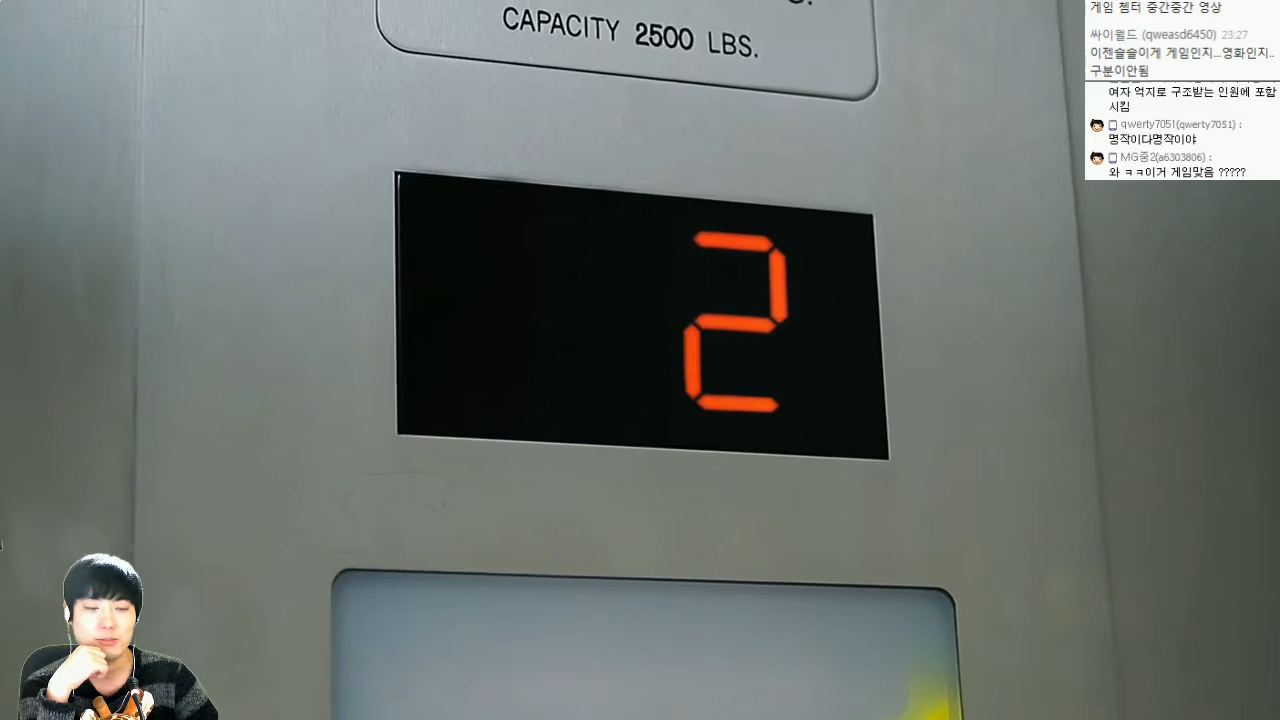 CAPACITY 2500 LBS.
2
게임 쳄터 중간중간 영상
싸이월드 (qweasd6450) 23:27
이젠슬슬이게 게임인지...영화인지..
구분이안됨
여자 억지로 구조받는 인원에 포함
시킴
qwerty7051(qwerty7051) :
명작이다명작이야
MG중2(a6303806) :
와 ㅋㅋ이거 게임맞음 ?????